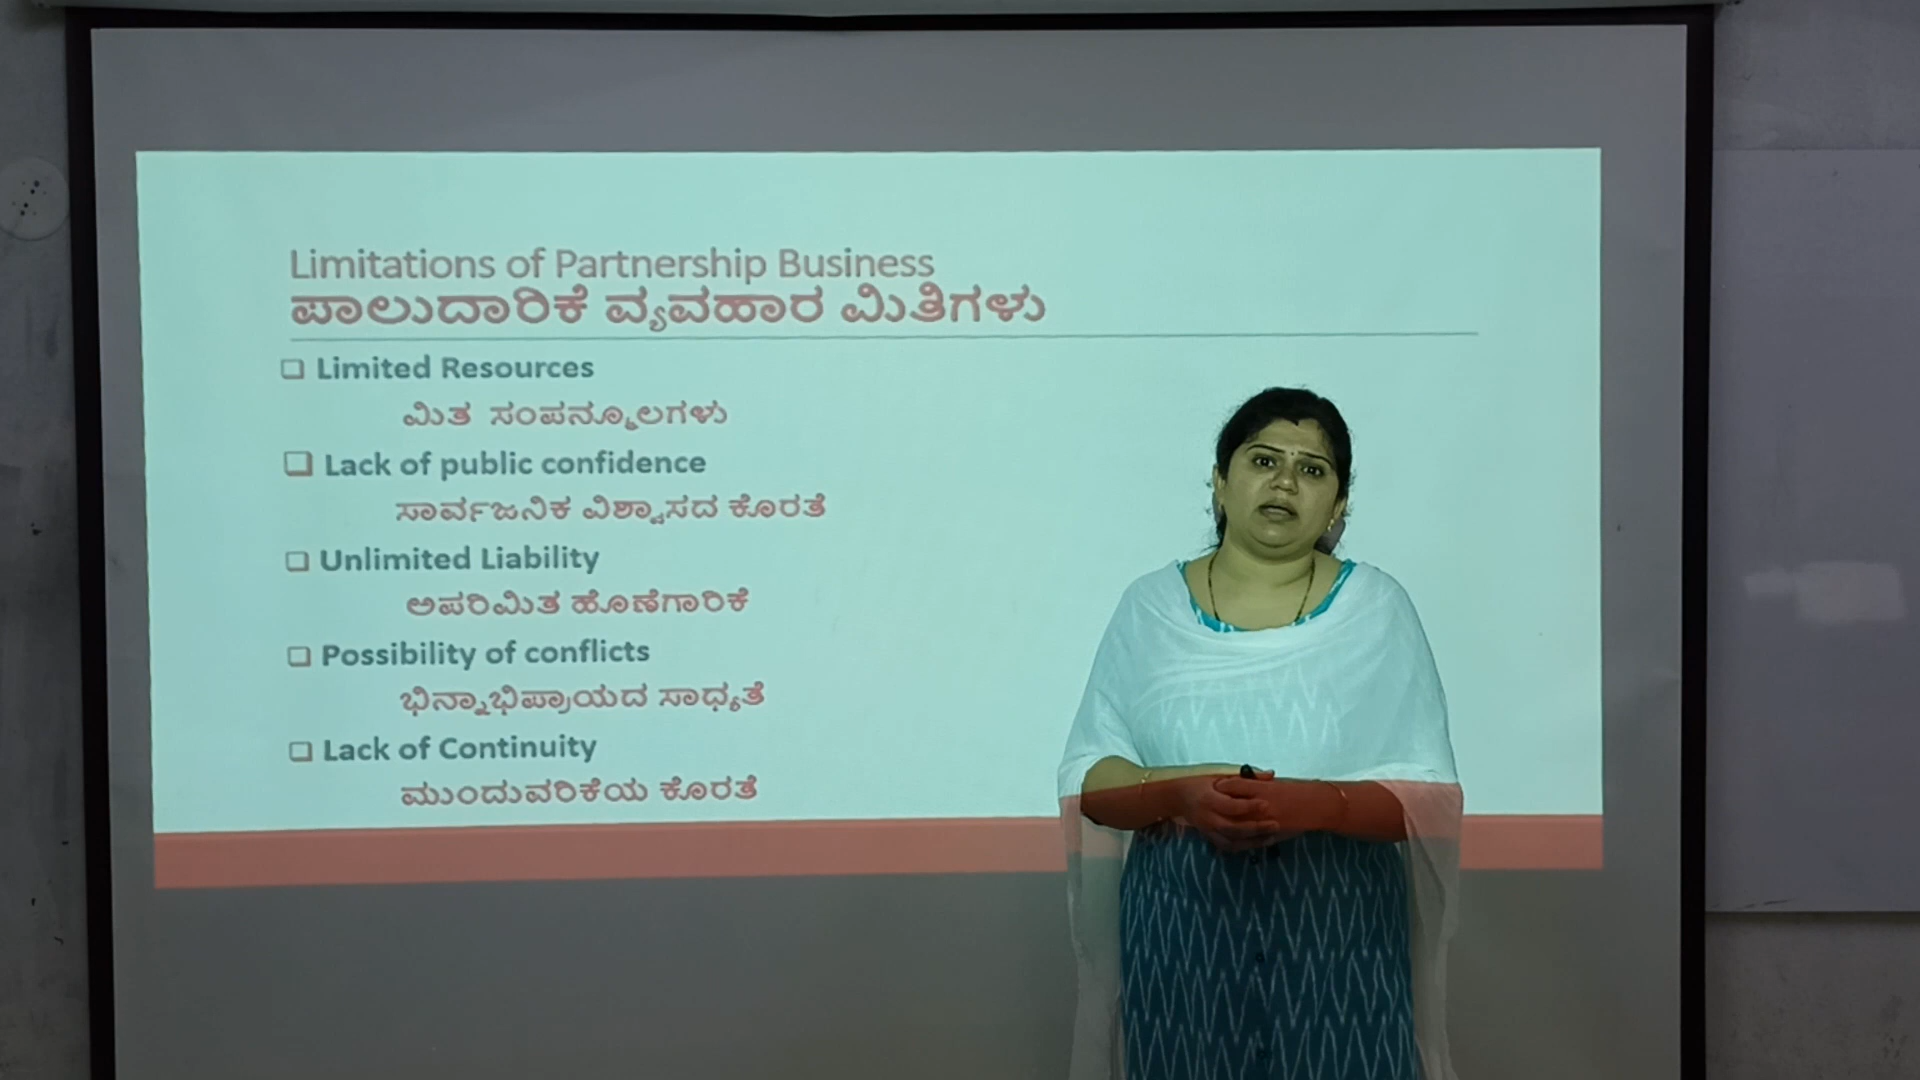 Limitations of Partnership Business
ಪಾಲುದಾರಿಕೆ ವ್ಯವಹಾರ ಮಿತಿಗಳು
Limited Resources
ಮಿತ ಸಂಪನ್ಮೂಲಗಳು
Lack of public confidence
ಸಾರ್ವಜನಿಕ ವಿಶ್ವಾಸದ ಕೊರತೆ
Unlimited Liability
ಅಪರಿಮಿತ ಹೊಣೆಗಾರಿಕೆ
Possibility of conflicts
ಭಿನ್ನಾಭಿಪ್ರಾಯದ ಸಾಧ್ಯತೆ
Lack of Continuity
ಮುಂದುವರಿಕೆಯ ಕೊರತೆ